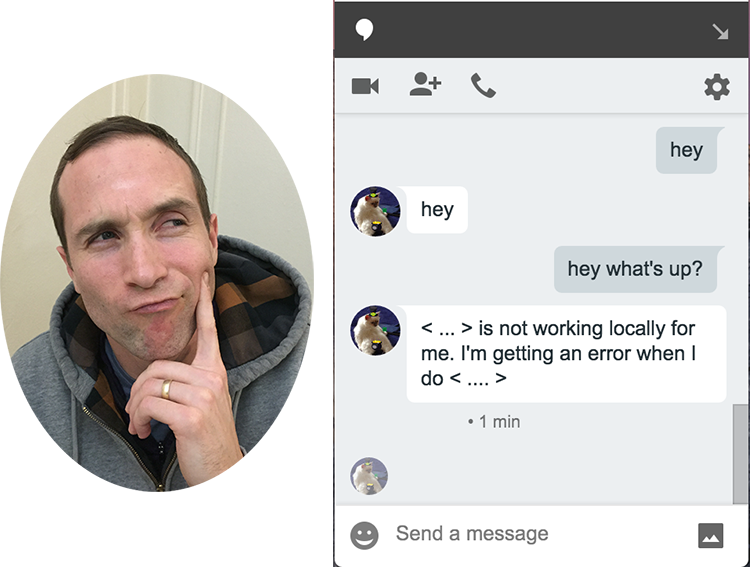 hey
hey
hey what's up?
< ... > is not working locally for
me. I'm getting an error when I
do < .... >
• 1 min
Send a message